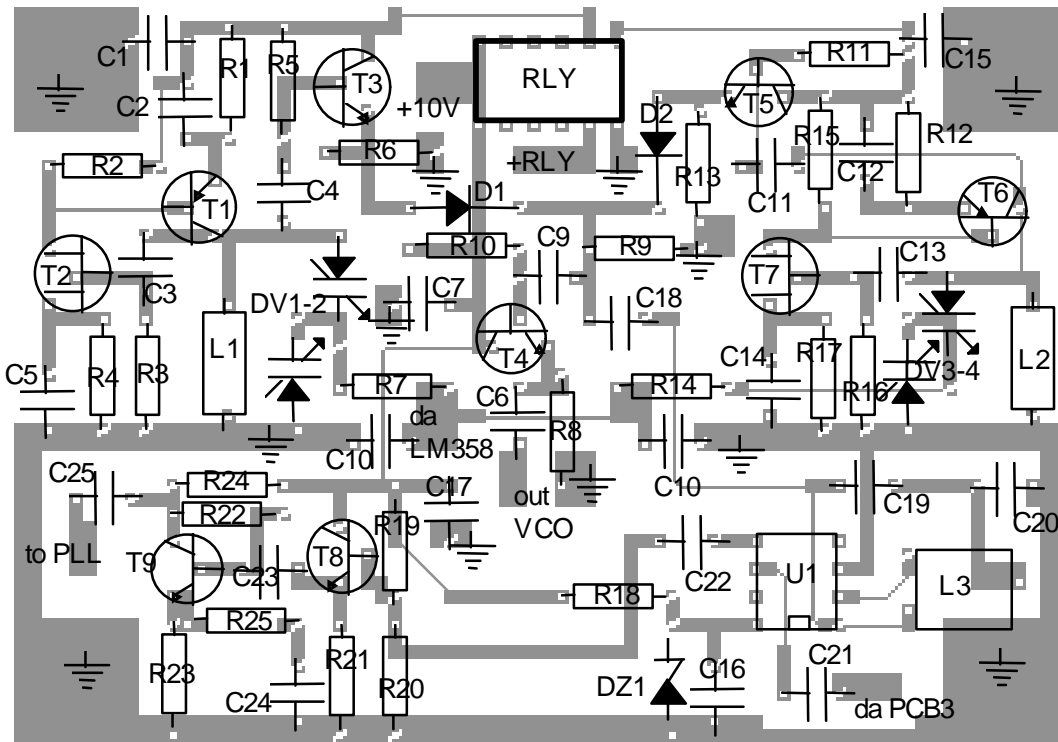 C1
R1
R5
T3
RLY
R11
C15
C2
+10V
D2
T5
R2
R6
+RLY
R15
R12
C4
R13
C12
T1
D1
C11
T6
R10
C9
R9
T2
C3
DV1-2
C7
C18
T7
C13
L1
T4
C14
R17
DV3-4
L2
C5
R4
R3
R7
C6
R14
R16
da
LM358
R8
C10
C10
C25
R24
C17
out
VCO
C19
C20
R22
R19
to PLL
T9
C23
T8
C22
U1
L3
R18
R25
R23
C24
R21
R20
DZ1
C16
C21
da PCB3